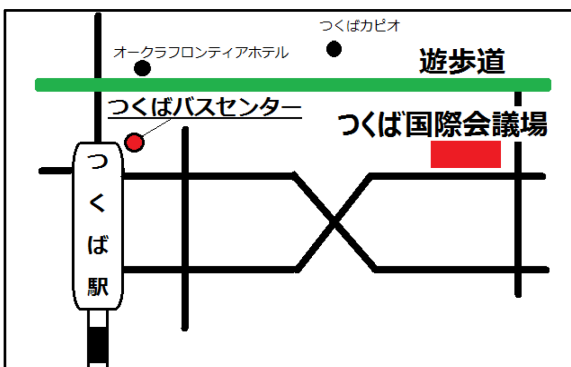 つくばカピオ
オークラフロンティアホテル
遊歩道
つくばバスセンター
つくば国際会議場
つくば駅